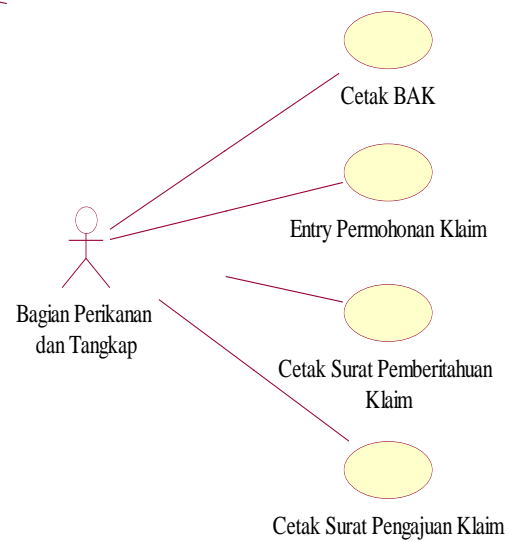 Cetak BAK
Entry Permohonan Klaim
Bagian Perikanan
dan Tangkap
Cetak Surat Pemberitahuan
Klaim
Cetak Surat Pengajuan Klaim